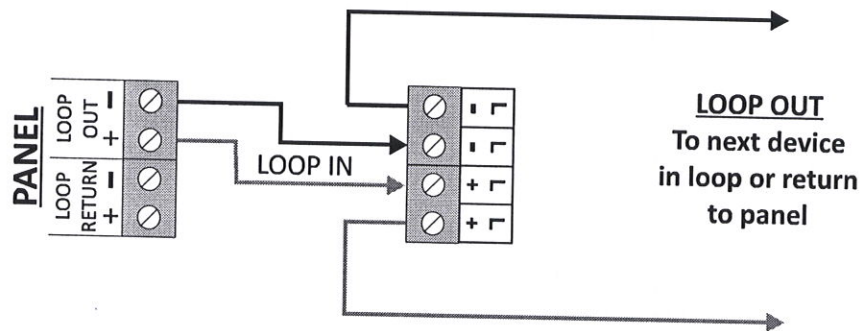 PANEL
LOOP
OUT
-
+
LOOP
RETURN
-
+
LOOP IN
L -
L -
L +
L +
LOOP OUT
To next device
in loop or return
to panel